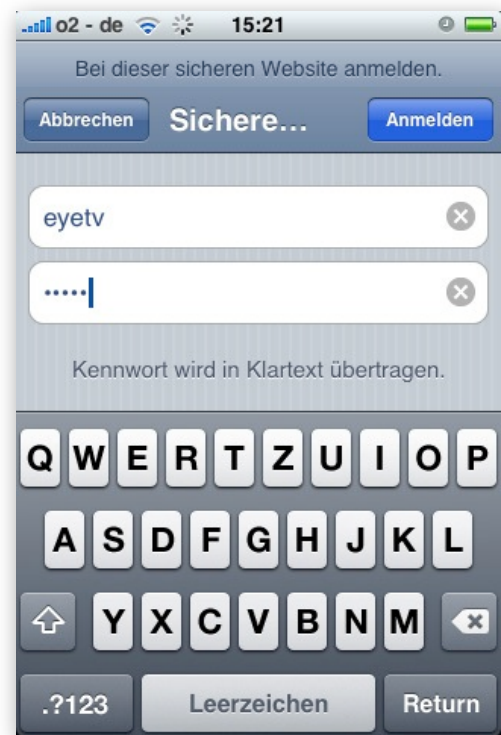 o2 - de 15:21
Bei dieser sicheren Website anmelden.
Abbrechen Sichere... Anmelden
eyetv
•••••
Kennwort wird in Klartext übertragen.
Q W E R T Z U I O P
A S D F G H J K L
Y X C V B N M
.?123 Leerzeichen Return